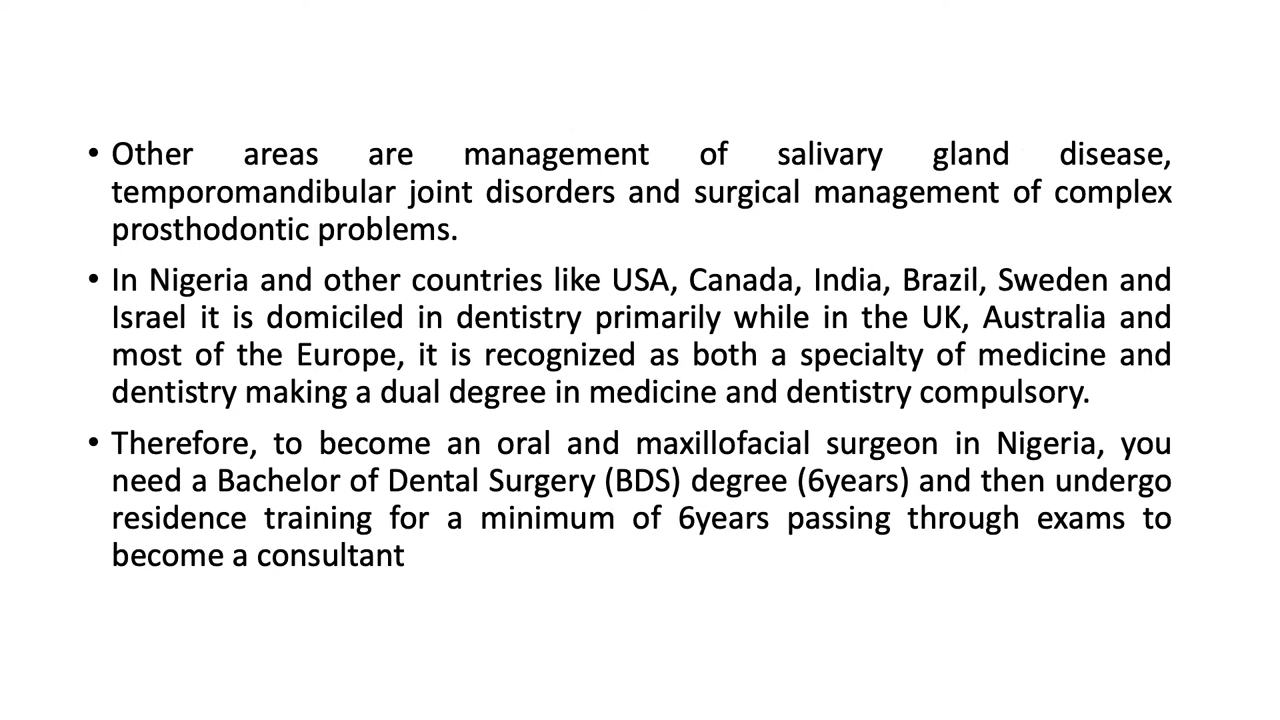 • Other areas are management of salivary gland disease,
temporomandibular joint disorders and surgical management of complex
prosthodontic problems.
• In Nigeria and other countries like USA, Canada, India, Brazil, Sweden and
Israel it is domiciled in dentistry primarily while in the UK, Australia and
most of the Europe, it is recognized as both a specialty of medicine and
dentistry making a dual degree in medicine and dentistry compulsory.
• Therefore, to become an oral and maxillofacial surgeon in Nigeria, you
need a Bachelor of Dental Surgery (BDS) degree (6years) and then undergo
residence training for a minimum of 6years passing through exams to
become a consultant